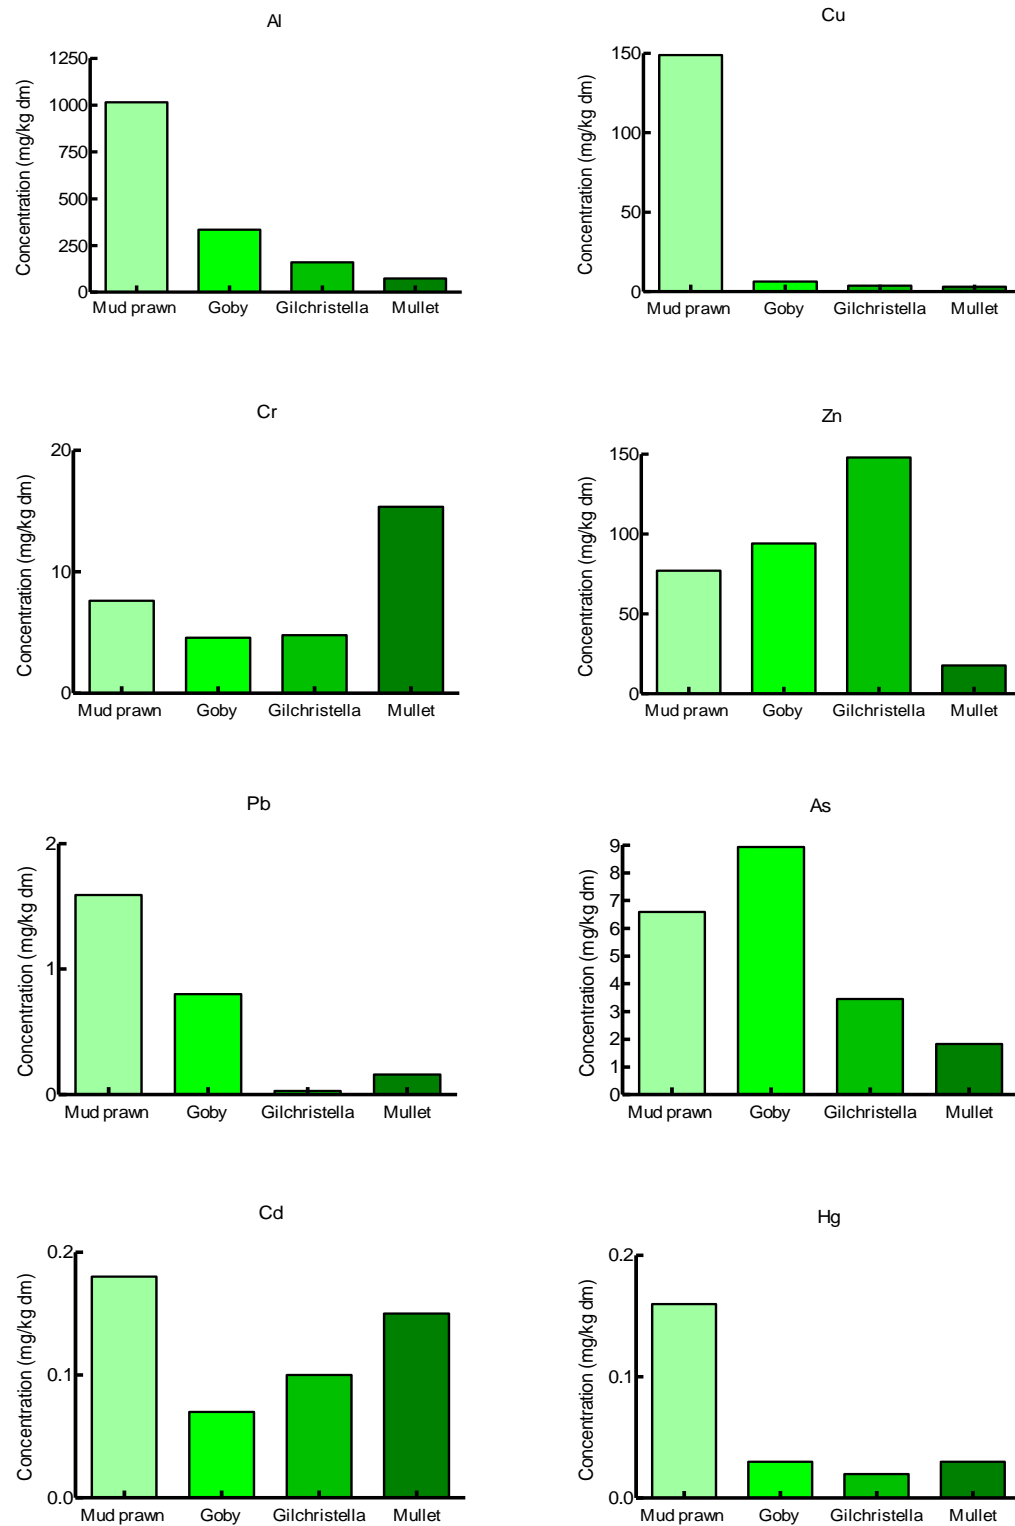 Al
Concentration (mg/kg dm)
1250
1000
750
500
250
0
Mud prawn Goby Gilchristella Mullet
Cu
Concentration (mg/kg dm)
150
100
50
0
Mud prawn Goby Gilchristella Mullet
Cr
Concentration (mg/kg dm)
20
10
0
Mud prawn Goby Gilchristella Mullet
Zn
Concentration (mg/kg dm)
150
100
50
0
Mud prawn Goby Gilchristella Mullet
Pb
Concentration (mg/kg dm)
2
1
0
Mud prawn Goby Gilchristella Mullet
As
Concentration (mg/kg dm)
9
8
7
6
5
4
3
2
1
0
Mud prawn Goby Gilchristella Mullet
Cd
Concentration (mg/kg dm)
0.2
0.1
0.0
Mud prawn Goby Gilchristella Mullet
Hg
Concentration (mg/kg dm)
0.2
0.1
0.0
Mud prawn Goby Gilchristella Mullet